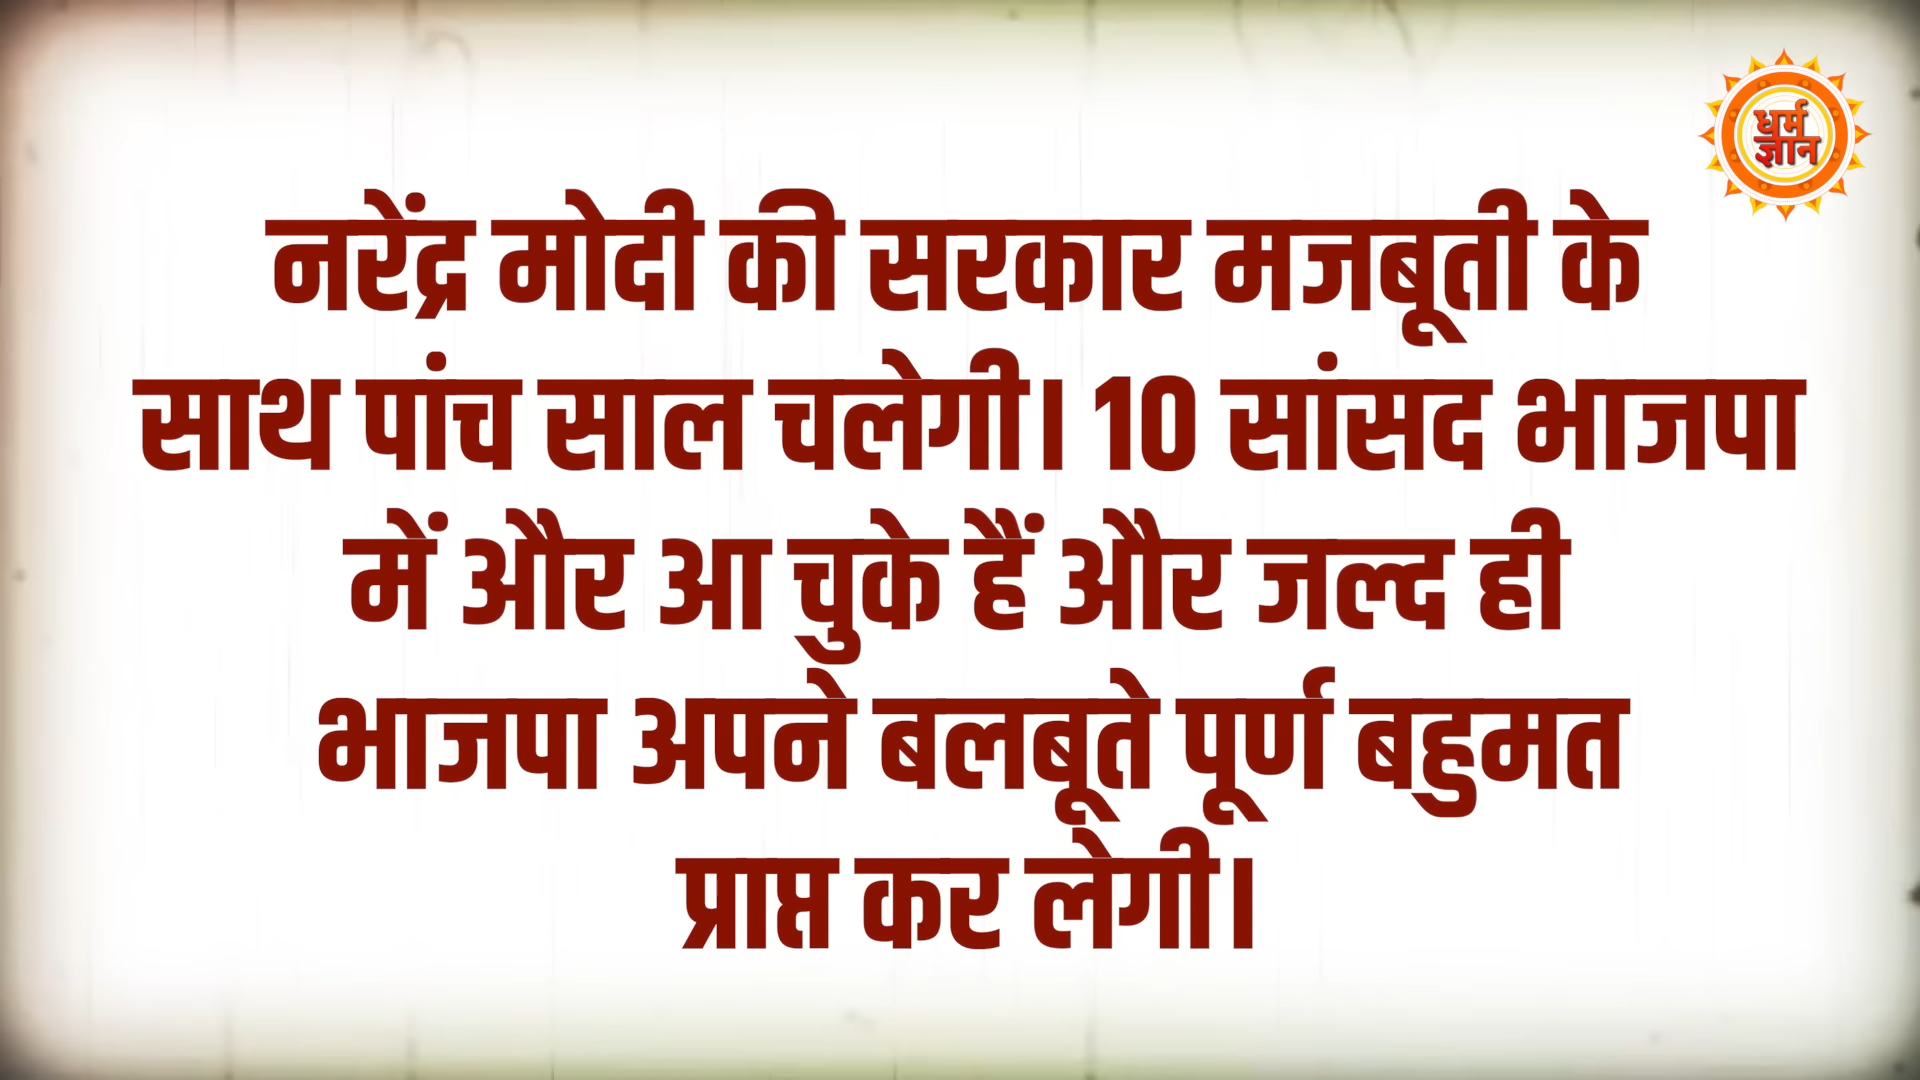 धर्म
ज्ञान
नरेंद्र मोदी की सरकार मजबूती के
साथ पांच साल चलेगी। 10 सांसद भाजपा
में और आ चुके हैं और जल्द ही
भाजपा अपने बलबूते पूर्ण बहुमत
प्राप्त कर लेगी।